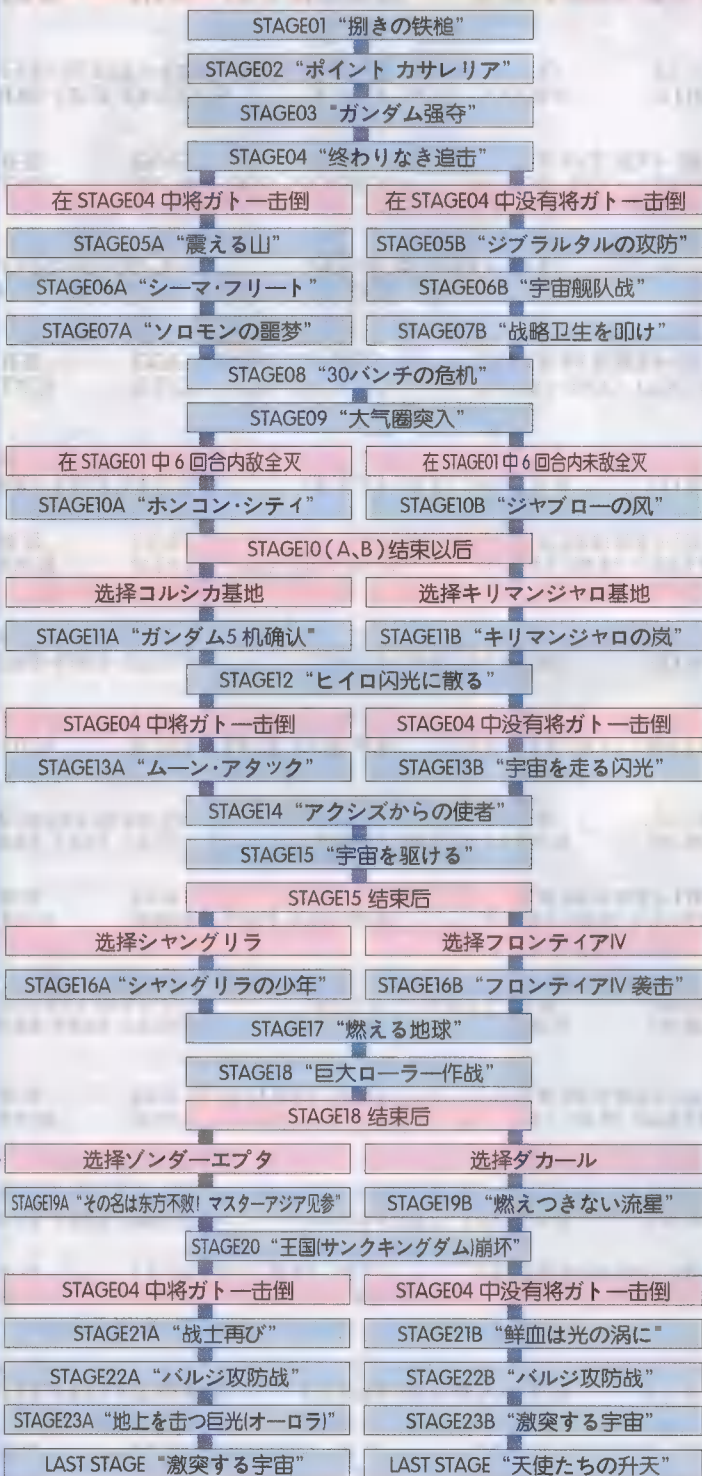 STAGE01 “捌きの铁槌”
STAGE02 “ポイント カサレリア”
STAGE03 “ガンダム强夺”
STAGE04 “终わりなき追击”
在 STAGE04 中将ガトー击倒
在 STAGE04 中没有将ガトー击倒
STAGE05A “震える山”
STAGE05B “ジブラルタルの攻防”
STAGE06A “シーマ・フリート”
STAGE06B “宇宙舰队战”
STAGE07A “ソロモンの噩梦”
STAGE07B “战略卫生を叩け”
STAGE08 “30バンチの危机”
STAGE09 “大气圈突入”
在 STAGE01 中 6 回合内敌全灭
在 STAGE01 中 6 回合内未敌全灭
STAGE10A “ホンコン・シティ”
STAGE10B “ジャブローの风”
STAGE10(A、B)结束以后
选择コルシカ基地
选择キリマンジャロ基地
STAGE11A “ガンダム5 机确认”
STAGE11B “キリマンジャロの岚”
STAGE12 “ヒイロ闪光に散る”
STAGE04 中将ガトー击倒
STAGE04 中没有将ガトー击倒
STAGE13A “ムーン・アタック”
STAGE13B “宇宙を走る闪光”
STAGE14 “アクシズからの使者”
STAGE15 “宇宙を驱ける”
STAGE15 结束后
选择シャングリラ
选择フロンティアⅣ
STAGE16A “シャングリラの少年”
STAGE16B “フロンティアⅣ 袭击”
STAGE17 “燃える地球”
STAGE18 “巨大ローラー作战”
STAGE18 结束后
选择ゾンダーエプタ
选择ダカール
STAGE19A “その名は东方不败! マスターアジア见参”
STAGE19B “燃えつきない流星”
STAGE20 “王国(サンクキングダム)崩坏”
STAGE04 中将ガトー击倒
STAGE04 中没有将ガトー击倒
STAGE21A “战士再び”
STAGE21B “鲜血は光の涡に”
STAGE22A “バルジ攻防战”
STAGE22B “バルジ攻防战”
STAGE23A “地上を击つ巨光(オーロラ)”
STAGE23B “激突する宇宙”
LAST STAGE “激突する宇宙”
LAST STAGE “天使たちの升天”